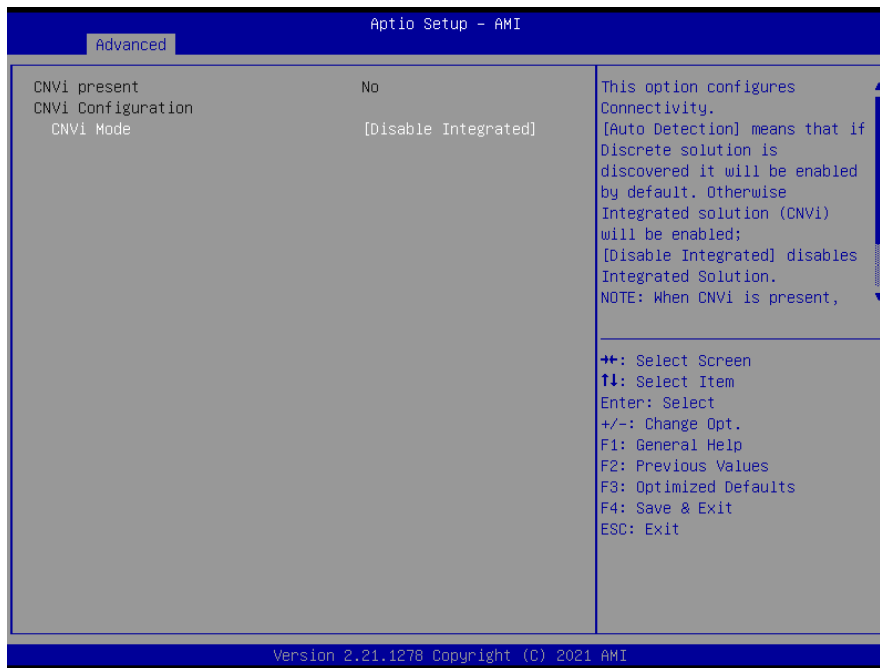 Aptio Setup – AMI
Advanced
CNVi present No
CNVi Configuration
CNVi Mode [Disable Integrated]
This option configures
Connectivity.
[Auto Detection] means that if
Discrete solution is
discovered it will be enabled
by default. Otherwise
Integrated solution (CNVi)
will be enabled;
[Disable Integrated] disables
Integrated Solution.
NOTE: When CNVi is present,
→←: Select Screen
↑↓: Select Item
Enter: Select
+/-: Change Opt.
F1: General Help
F2: Previous Values
F3: Optimized Defaults
F4: Save & Exit
ESC: Exit
Version 2.21.1278 Copyright (C) 2021 AMI